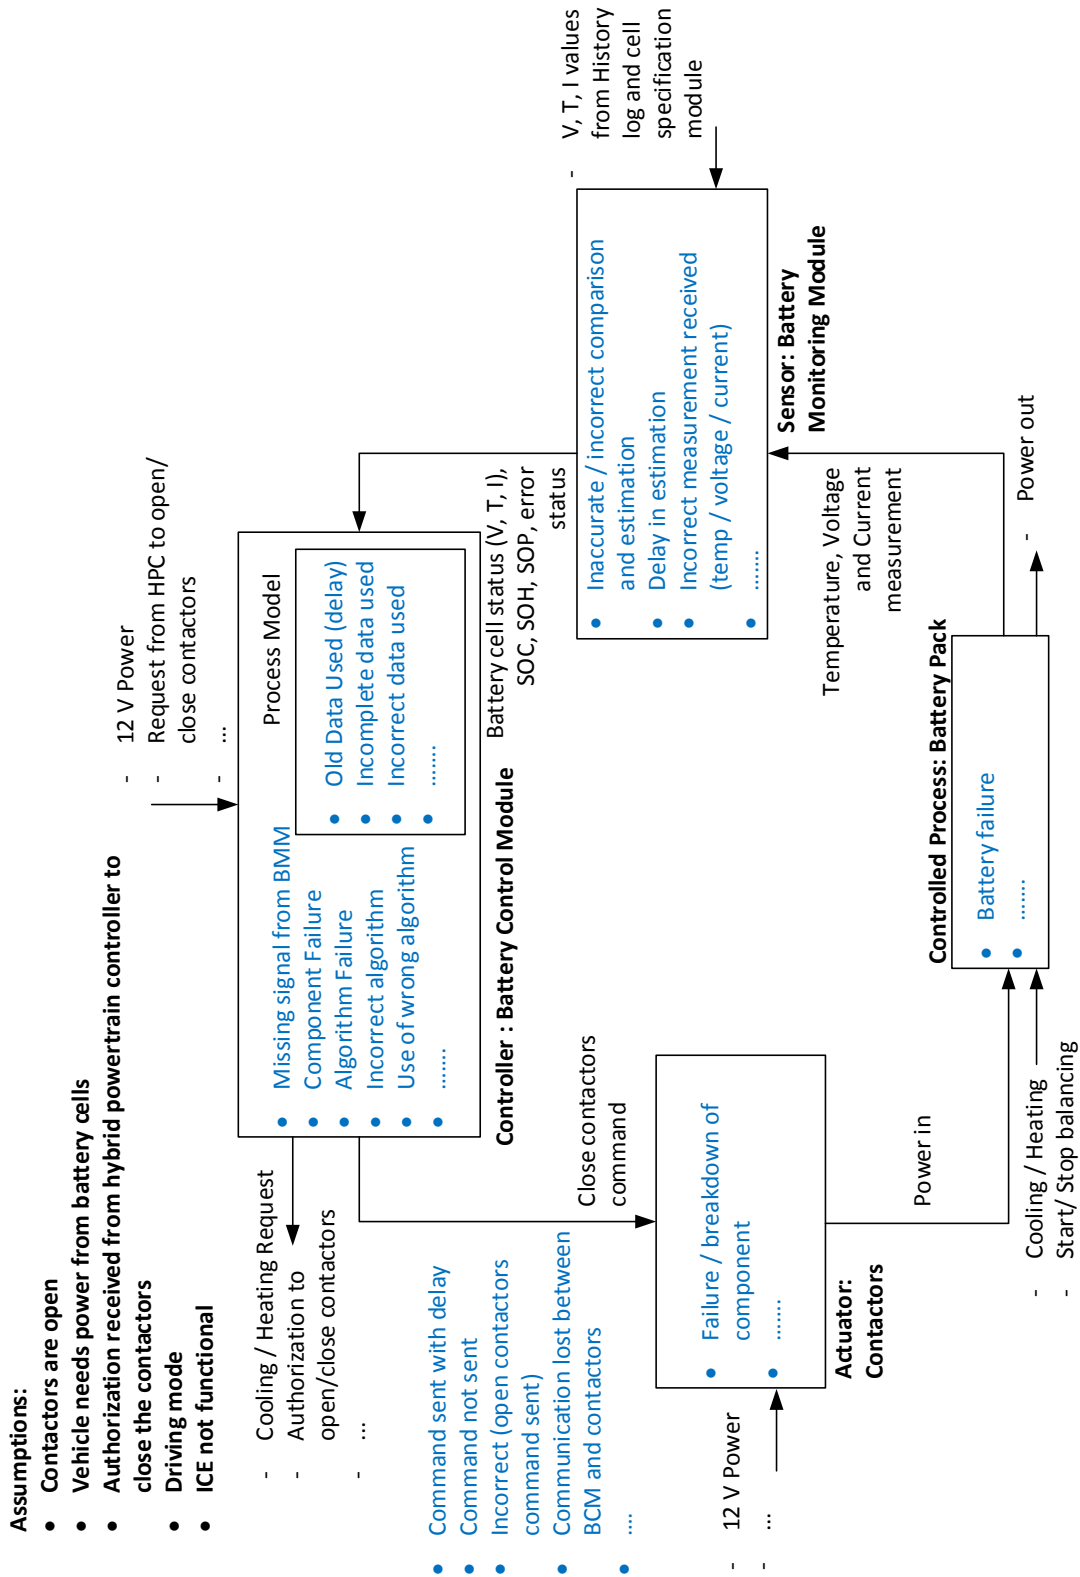 Assumptions:
• Contactors are open
• Vehicle needs power from battery cells
• Authorization received from hybrid powertrain controller to
close the contactors
• Driving mode
• ICE not functional
- 12 V Power
- Request from HPC to open/
close contactors
- ...
- Cooling / Heating Request
- Authorization to
open/close contactors
- ...
• Missing signal from BMM
• Component Failure
• Algorithm Failure
• Incorrect algorithm
• Use of wrong algorithm
• .......
Process Model
• Old Data Used (delay)
• Incomplete data used
• Incorrect data used
• .......
Controller : Battery Control Module
Battery cell status (V, T, I),
SOC, SOH, SOP, error
status
• Command sent with delay
• Command not sent
• Incorrect (open contactors
command sent)
• Communication lost between
BCM and contactors
• ....
Close contactors
command
- V, T, I values
from History
log and cell
specification
module
• Inaccurate / incorrect comparison
and estimation
• Delay in estimation
• Incorrect measurement received
(temp / voltage / current)
• .......
Sensor: Battery
Monitoring Module
- 12 V Power
- ...
• Failure / breakdown of
component
• .......
Actuator:
Contactors
Temperature, Voltage
and Current
measurement
Power in
Controlled Process: Battery Pack
• Battery failure
• .......
- Power out
- Cooling / Heating
- Start/ Stop balancing